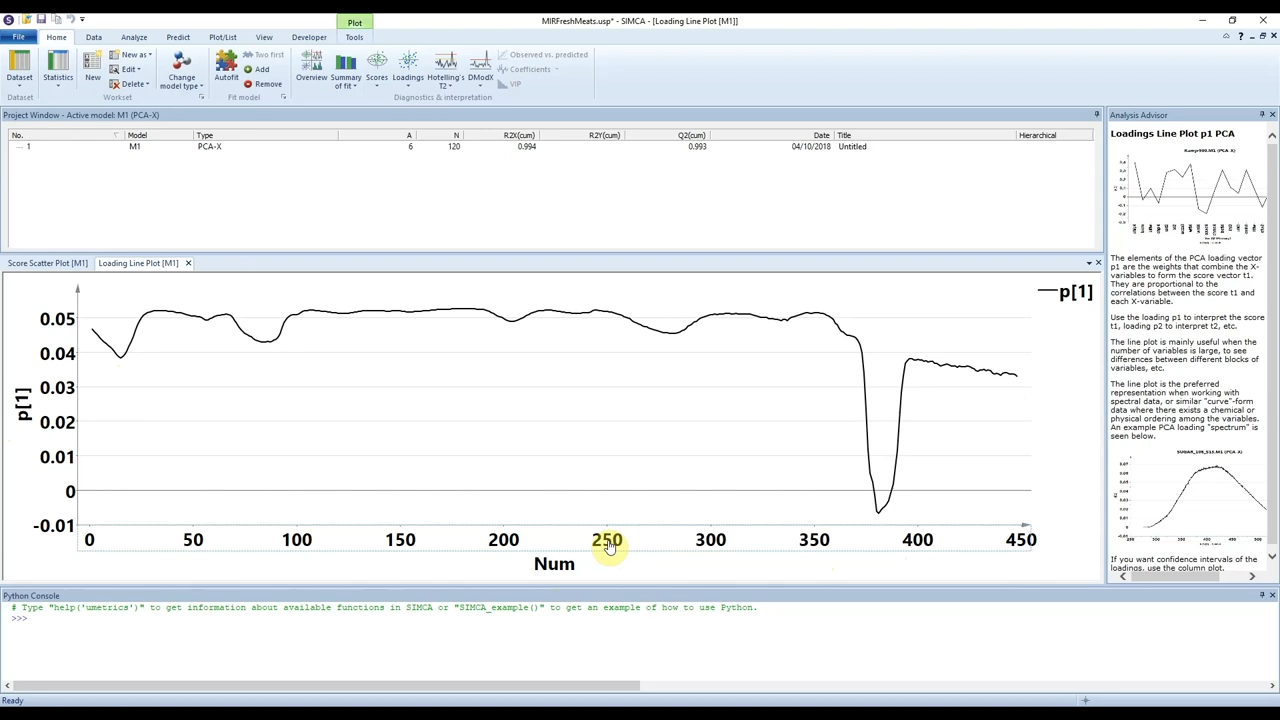 MIRFreshMeats.usp* - SIMCA - [Loading Line Plot [M1]]
Plot
File Home Data Analyze Predict Plot/List View Developer Tools
Dataset
Statistics
New
New as
Edit
Delete
Change model type
Autofit
Two first
Add
Remove
Overview
Summary of fit
Scores
Loadings
Hotelling's T2
DModX
Observed vs. predicted
Coefficients
VIP
Dataset Workset Fit model Diagnostics & interpretation
Project Window - Active model: M1 (PCA-X)
No. Model Type A N R2X(cum) R2Y(cum) Q2(cum) Date Title Hierarchical
1 M1 PCA-X 6 120 0.994 0.993 04/10/2018 Untitled
Score Scatter Plot [M1] Loading Line Plot [M1]
p[1]
0.05
0.04
0.03
0.02
0.01
0
-0.01
p[1]
0 50 100 150 200 250 300 350 400 450
Num
Analysis Advisor
Loadings Line Plot p1 PCA
The elements of the PCA loading vector
p1 are the weights that combine the X-
variables to form the score vector t1.
They are proportional to the
correlations between the score t1 and
each X-variable.
Use the loading p1 to interpret the score
t1, loading p2 to interpret t2, etc.
The line plot is mainly useful when the
number of variables is large, to see
differences between different blocks of
variables, etc.
The line plot is the preferred
representation when working with
spectral data, or similar "curve"-form
data where there exists a chemical or
physical ordering among the variables.
An example PCA loading "spectrum" is
seen below.
If you want confidence intervals of the
loadings, use the column plot.
Python Console
# Type "help('umetrics')" to get information about available functions in SIMCA or "SIMCA_example()" to get an example of how to use Python.
>>>
Ready